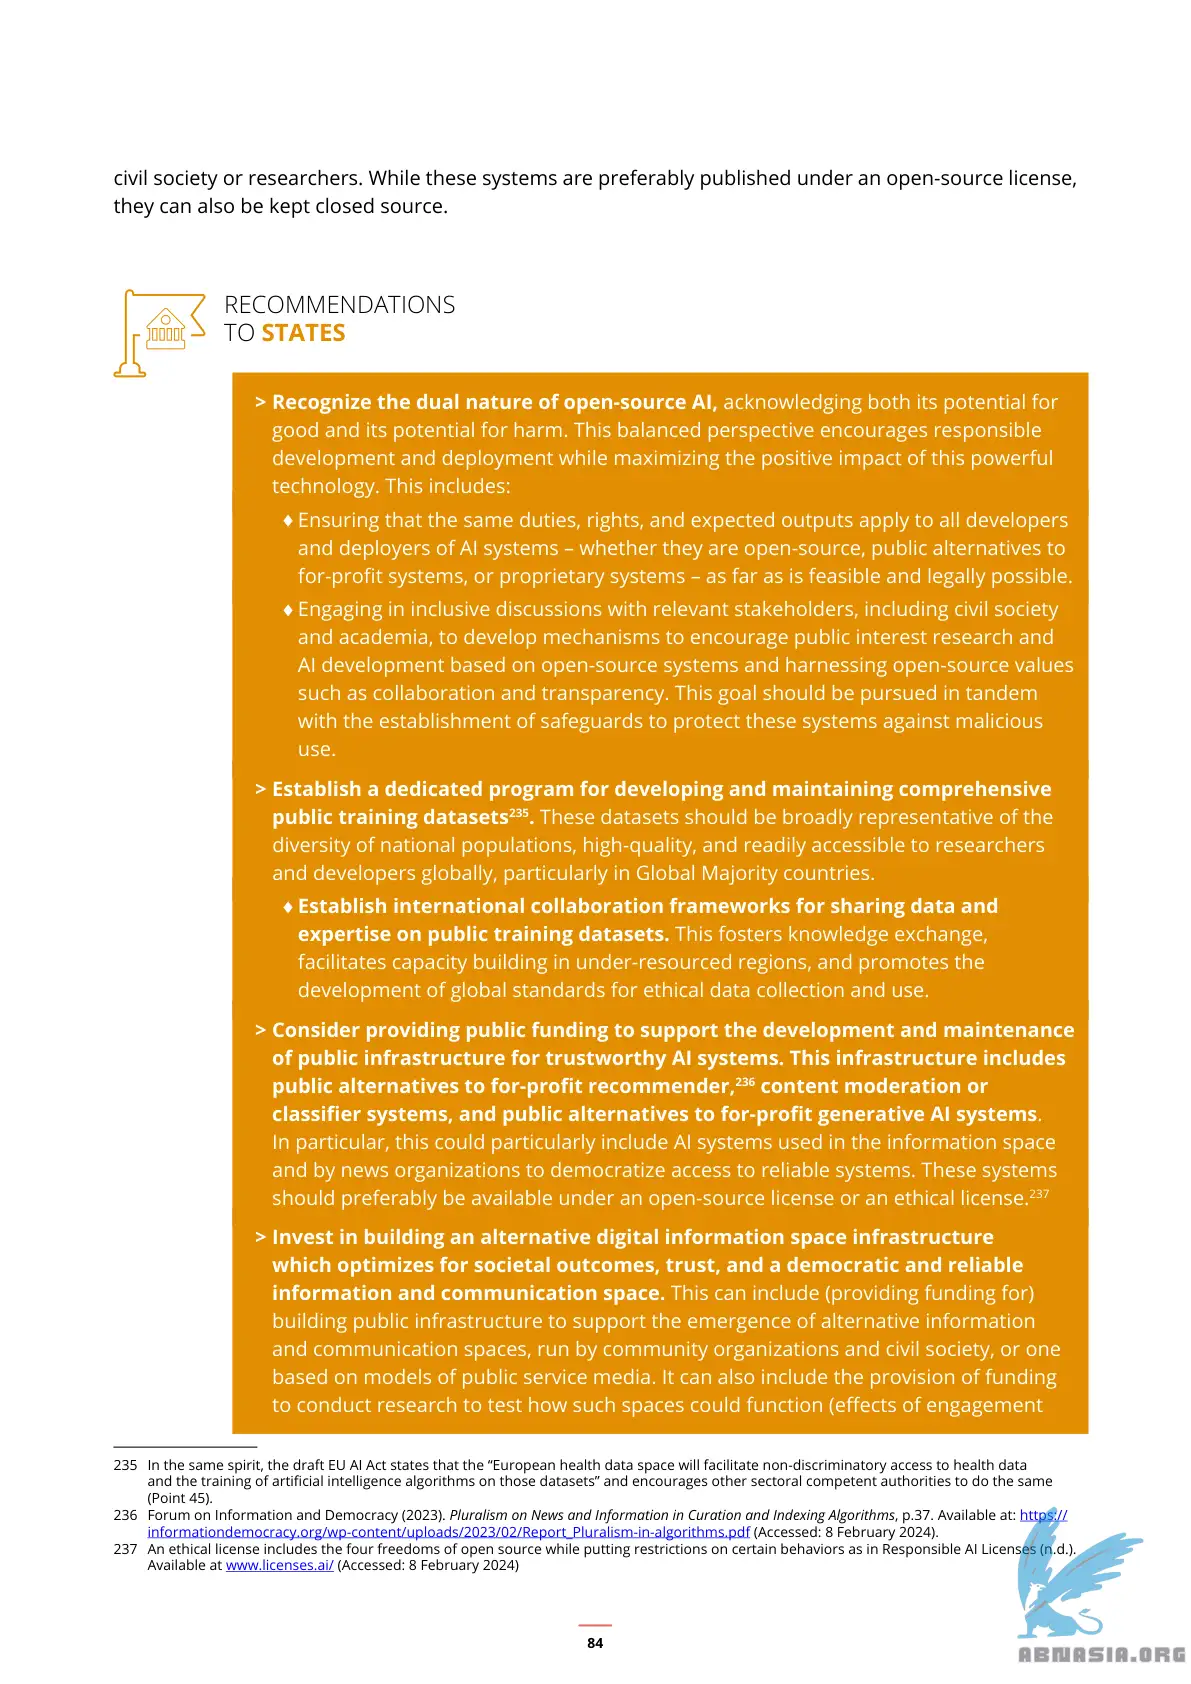 civil society or researchers. While these systems are preferably published under an open-source license,
they can also be kept closed source.
RECOMMENDATIONS
TO STATES
> Recognize the dual nature of open-source AI, acknowledging both its potential for
good and its potential for harm. This balanced perspective encourages responsible
development and deployment while maximizing the positive impact of this powerful
technology. This includes:
♦ Ensuring that the same duties, rights, and expected outputs apply to all developers
and deployers of AI systems – whether they are open-source, public alternatives to
for-profit systems, or proprietary systems – as far as is feasible and legally possible.
♦ Engaging in inclusive discussions with relevant stakeholders, including civil society
and academia, to develop mechanisms to encourage public interest research and
AI development based on open-source systems and harnessing open-source values
such as collaboration and transparency. This goal should be pursued in tandem
with the establishment of safeguards to protect these systems against malicious
use.
> Establish a dedicated program for developing and maintaining comprehensive
public training datasets235. These datasets should be broadly representative of the
diversity of national populations, high-quality, and readily accessible to researchers
and developers globally, particularly in Global Majority countries.
♦ Establish international collaboration frameworks for sharing data and
expertise on public training datasets. This fosters knowledge exchange,
facilitates capacity building in under-resourced regions, and promotes the
development of global standards for ethical data collection and use.
> Consider providing public funding to support the development and maintenance
of public infrastructure for trustworthy AI systems. This infrastructure includes
public alternatives to for-profit recommender,236 content moderation or
classifier systems, and public alternatives to for-profit generative AI systems.
In particular, this could particularly include AI systems used in the information space
and by news organizations to democratize access to reliable systems. These systems
should preferably be available under an open-source license or an ethical license.237
> Invest in building an alternative digital information space infrastructure
which optimizes for societal outcomes, trust, and a democratic and reliable
information and communication space. This can include (providing funding for)
building public infrastructure to support the emergence of alternative information
and communication spaces, run by community organizations and civil society, or one
based on models of public service media. It can also include the provision of funding
to conduct research to test how such spaces could function (effects of engagement
235 In the same spirit, the draft EU AI Act states that the “European health data space will facilitate non-discriminatory access to health data
and the training of artificial intelligence algorithms on those datasets” and encourages other sectoral competent authorities to do the same
(Point 45).
236 Forum on Information and Democracy (2023). Pluralism on News and Information in Curation and Indexing Algorithms, p.37. Available at: https://
informationdemocracy.org/wp-content/uploads/2023/02/Report_Pluralism-in-algorithms.pdf (Accessed: 8 February 2024).
237 An ethical license includes the four freedoms of open source while putting restrictions on certain behaviors as in Responsible AI Licenses (n.d.).
Available at www.licenses.ai/ (Accessed: 8 February 2024)
84
ABNASIA.ORG